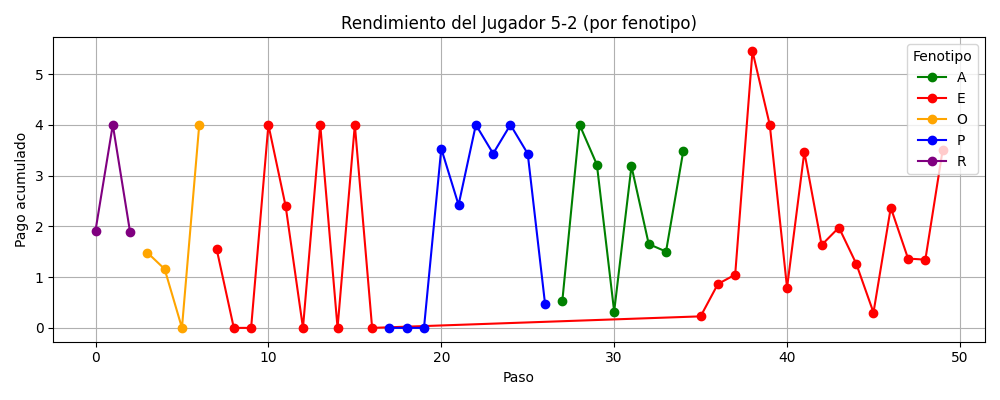 Rendimiento del Jugador 5-2 (por fenotipo)
Pago acumulado
5
4
3
2
1
0
0 10 20 30 40 50
Paso
Fenotipo
A
E
O
P
R